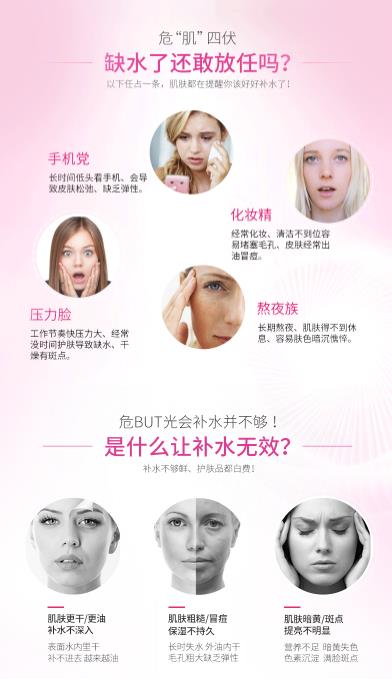 危“肌”四伏
缺水了还敢放任吗？
以下任占一条，肌肤都在提醒你该好好补水了！
手机党
长时间低头看手机、会导
致皮肤松弛、缺乏弹性。
化妆精
经常化妆、清洁不到位容
易堵塞毛孔、皮肤经常出
油冒痘。
压力脸
工作节奏快压力大、经常
没时间护肤导致缺水、干
燥有斑点。
熬夜族
长期熬夜、肌肤得不到休
息、容易肤色暗沉憔悴。
危BUT光会补水并不够！
是什么让补水无效？
补水不够鲜、护肤品都白费！
肌肤更干/更油
补水不深入
表面水内里干
补不进去 越来越油
肌肤粗糙/冒痘
保湿不持久
长时失水 外油内干
毛孔粗大缺乏弹性
肌肤暗黄/斑点
提亮不明显
营养不足 暗黄失色
色素沉淀 满脸斑点